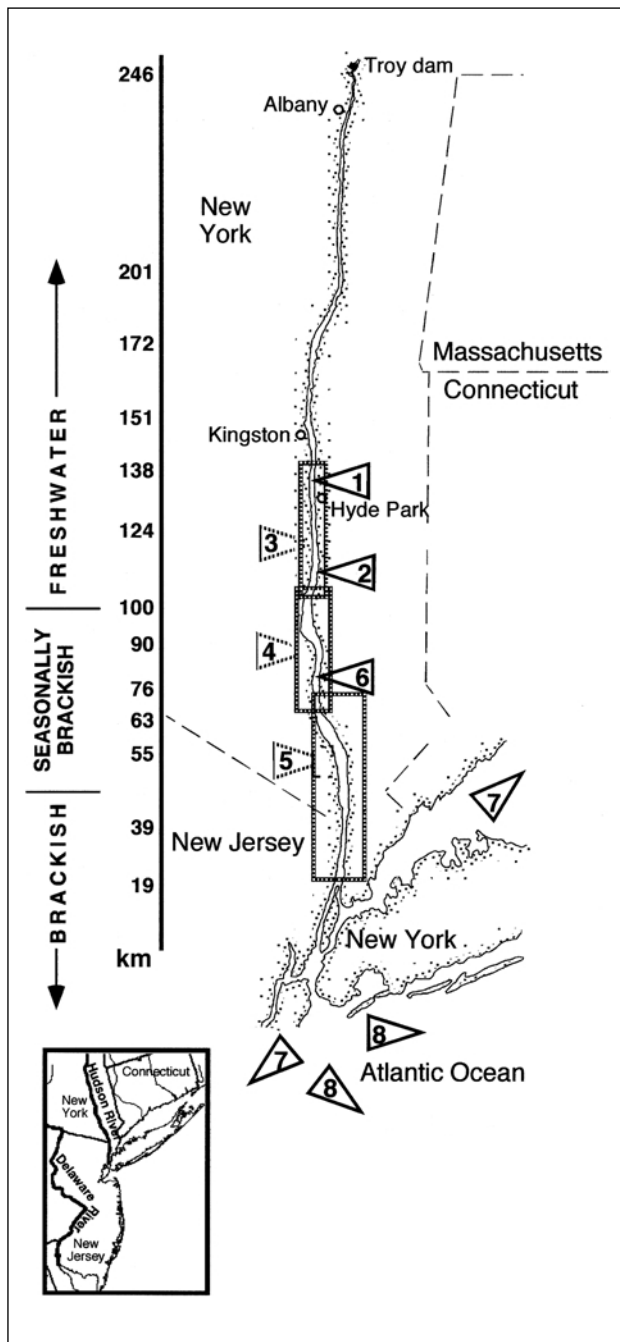 246
Troy dam
Albany
New
York
201
172
Massachusetts
Connecticut
151
Kingston
138
1
Hyde Park
124
3
2
FRESHWATER
100
90
4
SEASONALLY
BRACKISH
76
6
63
55
5
7
39
New Jersey
19
BRACKISH
New York
km
8
7
8
Atlantic Ocean
Hudson River
Connecticut
New
York
Delaware
River
New
Jersey